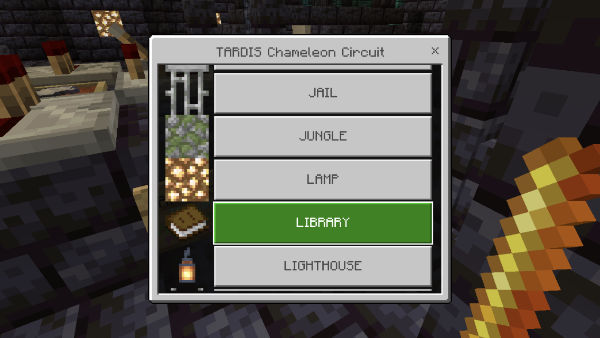 TARDIS Chameleon Circuit
JAIL
JUNGLE
LAMP
LIBRARY
LIGHTHOUSE